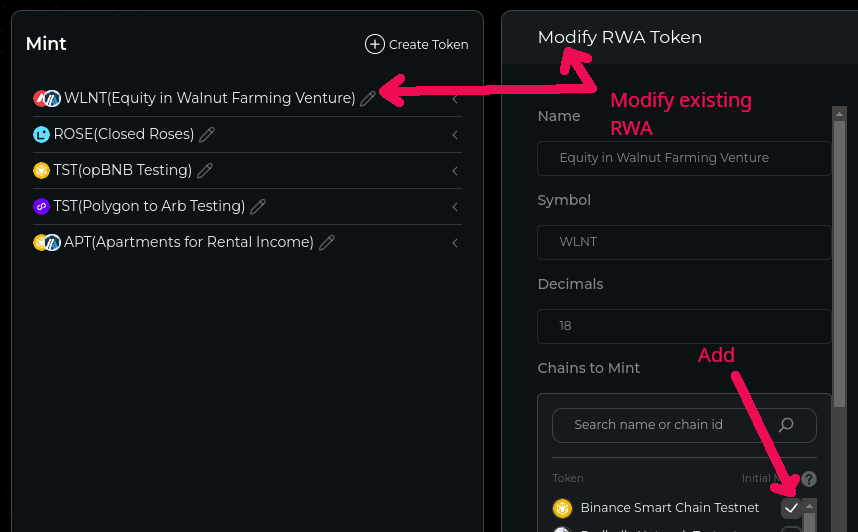 Mint
Create Token
WLNT(Equity in Walnut Farming Venture)
ROSE(Closed Roses)
TST(opBNB Testing)
TST(Polygon to Arb Testing)
APT(Apartments for Rental Income)
Modify RWA Token
Modify existing
RWA
Name
Equity in Walnut Farming Venture
Symbol
WLNT
Decimals
18
Add
Chains to Mint
Search name or chain id
Token
Initial
?
Binance Smart Chain Testnet